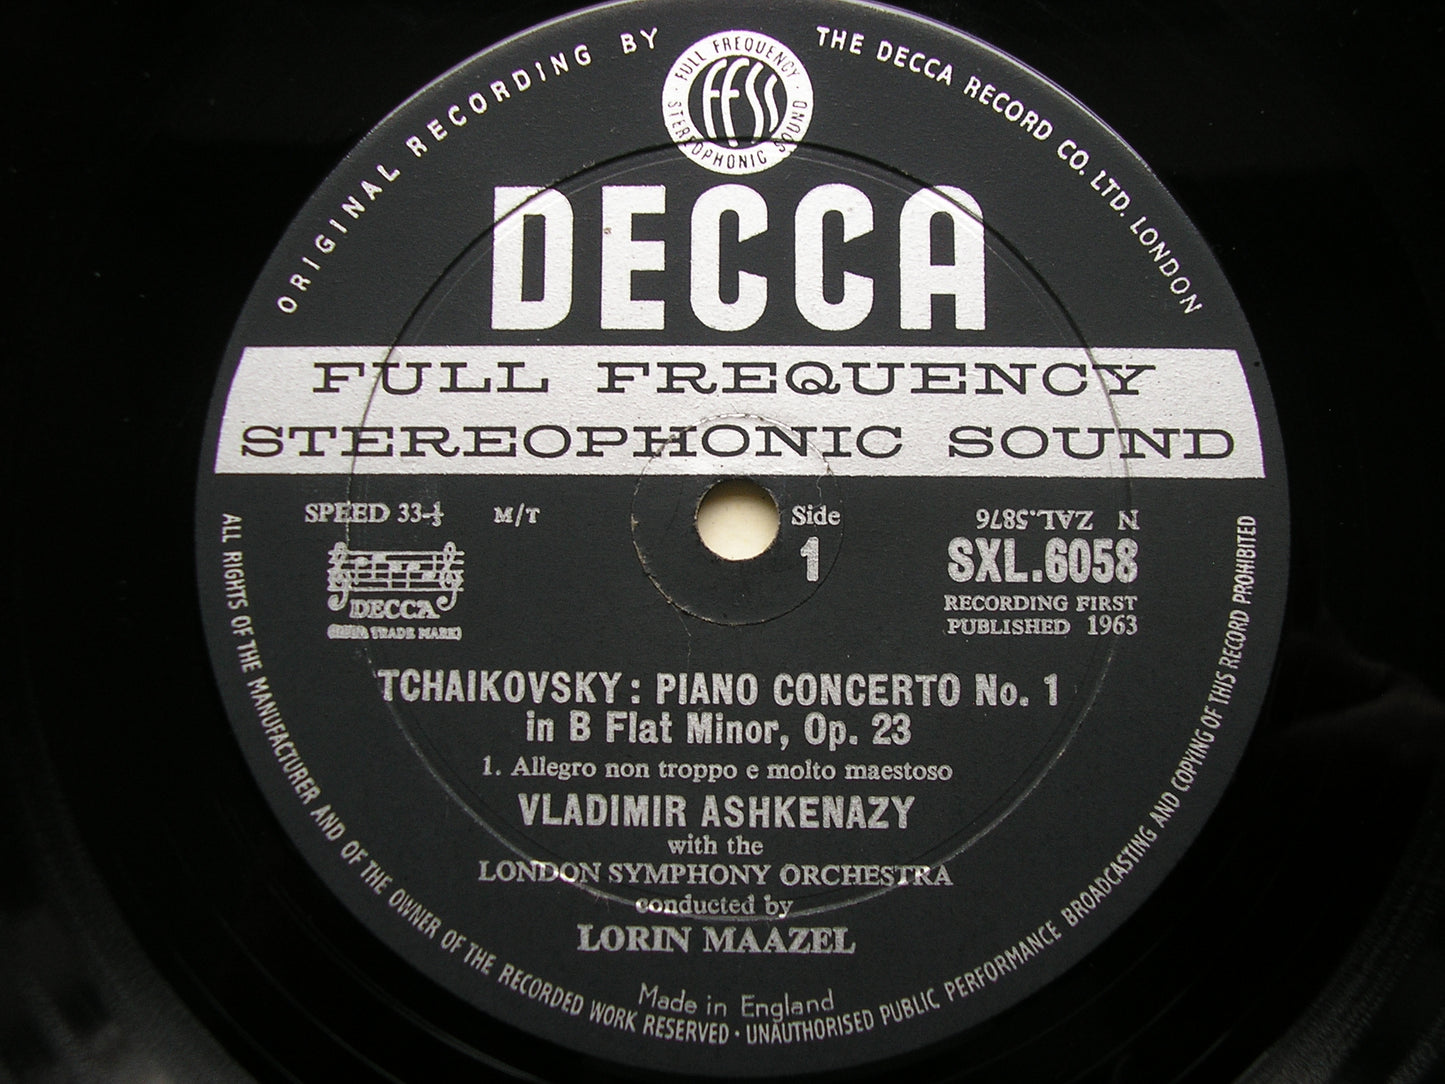 ORIGINAL RECORDING BY
THE DECCA RECORD CO. LTD. LONDON
FULL FREQUENCY
ffss
STEREOPHONIC SOUND
DECCA
FULL FREQUENCY
STEREOPHONIC SOUND
SPEED 33⅓ M/T
Side
1
N ZAL.5876
SXL.6058
RECORDING FIRST
PUBLISHED 1963
DECCA
(REGD. TRADE MARK)
TCHAIKOVSKY: PIANO CONCERTO No. 1
in B Flat Minor, Op. 23
1. Allegro non troppo e molto maestoso
VLADIMIR ASHKENAZY
with the
LONDON SYMPHONY ORCHESTRA
conducted by
LORIN MAAZEL
Made in England
ALL RIGHTS OF THE MANUFACTURER AND OF THE OWNER OF THE RECORDED WORK RESERVED · UNAUTHORISED PUBLIC PERFORMANCE BROADCASTING AND COPYING OF THIS RECORD PROHIBITED